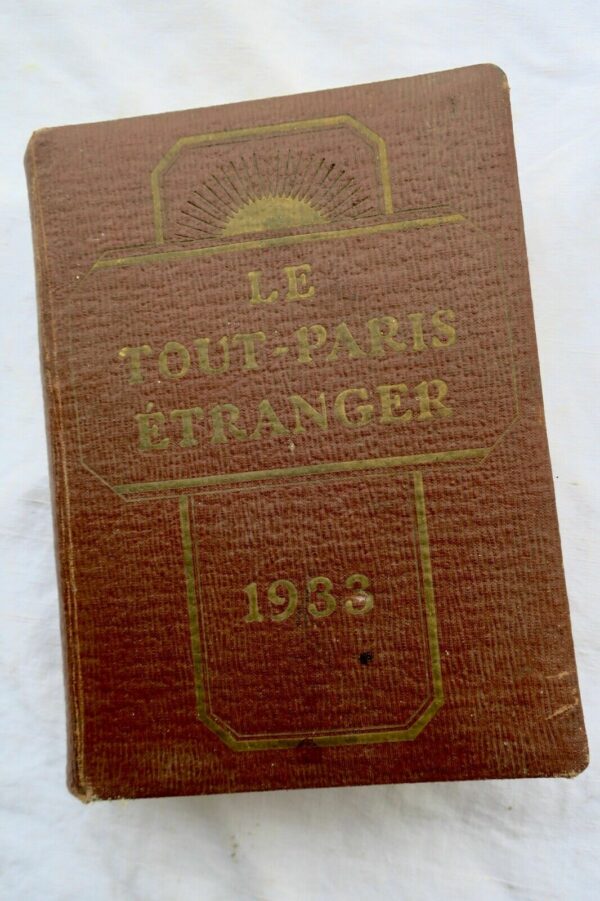 LE
TOUT-PARIS
ÉTRANGER
1933